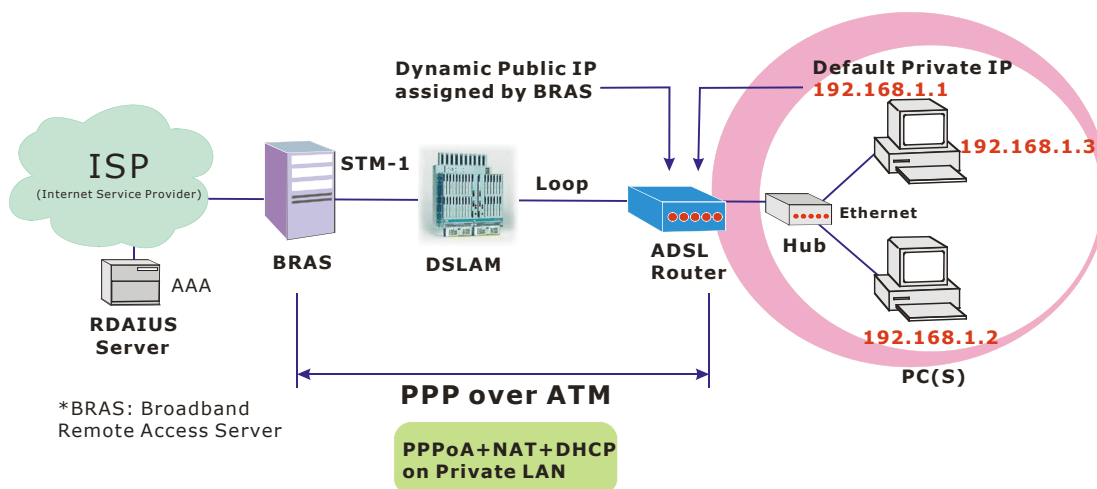 Dynamic Public IP
assigned by BRAS
Default Private IP
192.168.1.1
192.168.1.3
ISP
(Internet Service Provider)
STM-1
Loop
Ethernet
BRAS
DSLAM
ADSL
Router
Hub
AAA
RDAIUS
Server
192.168.1.2
PC(S)
PPP over ATM
*BRAS: Broadband
Remote Access Server
PPPoA+NAT+DHCP
on Private LAN